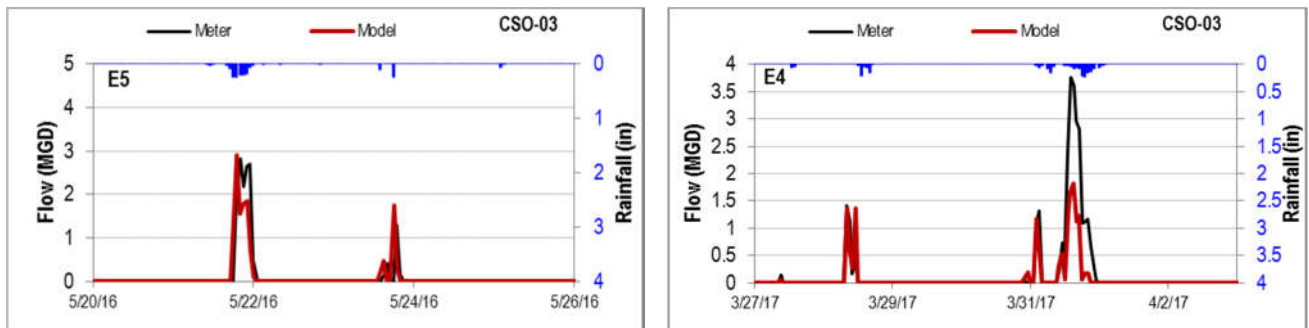 Meter Model CSO-03
E5
Flow (MGD)
5
4
3
2
1
0
Rainfall (in)
0
1
2
3
4
5/20/16 5/22/16 5/24/16 5/26/16
Meter Model CSO-03
E4
Flow (MGD)
4
3.5
3
2.5
2
1.5
1
0.5
0
Rainfall (in)
0
0.5
1
1.5
2
2.5
3
3.5
4
3/27/17 3/29/17 3/31/17 4/2/17